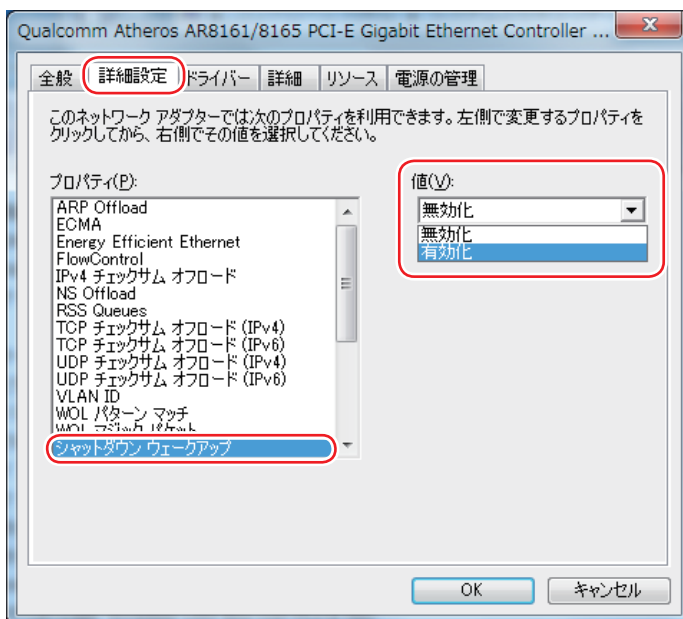 Qualcomm Atheros AR8161/8165 PCI-E Gigabit Ethernet Controller ...
全般 詳細設定 ドライバー 詳細 リソース 電源の管理
このネットワーク アダプターでは次のプロパティを利用できます。左側で変更するプロパティを
クリックしてから、右側でその値を選択してください。
プロパティ(P):
ARP Offload
ECMA
Energy Efficient Ethernet
FlowControl
IPv4 チェックサム オフロード
NS Offload
RSS Queues
TCP チェックサム オフロード (IPv4)
TCP チェックサム オフロード (IPv6)
UDP チェックサム オフロード (IPv4)
UDP チェックサム オフロード (IPv6)
VLAN ID
WOL パターン マッチ
WOL マジック パケット
シャットダウン ウェークアップ
値(V):
無効化
無効化
有効化
OK キャンセル